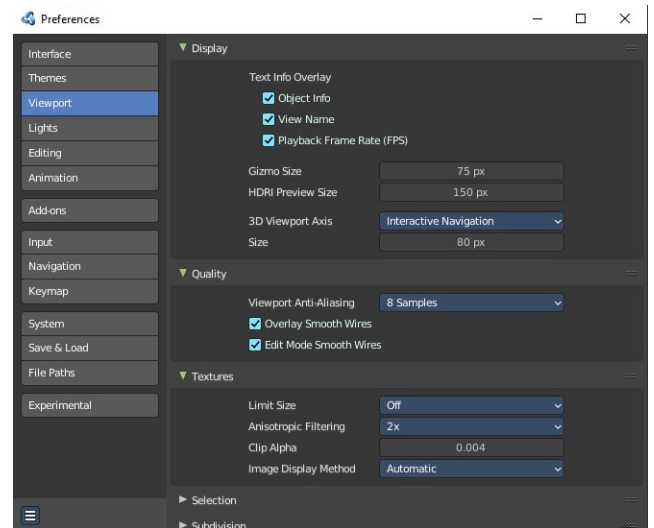 Preferences
Interface
Themes
Viewport
Lights
Editing
Animation
Add-ons
Input
Navigation
Keymap
System
Save & Load
File Paths
Experimental
Display
Text Info Overlay
Object Info
View Name
Playback Frame Rate (FPS)
Gizmo Size 75 px
HDRI Preview Size 150 px
3D Viewport Axis Interactive Navigation
Size 80 px
Quality
Viewport Anti-Aliasing 8 Samples
Overlay Smooth Wires
Edit Mode Smooth Wires
Textures
Limit Size Off
Anisotropic Filtering 2x
Clip Alpha 0.004
Image Display Method Automatic
Selection
Subdivision